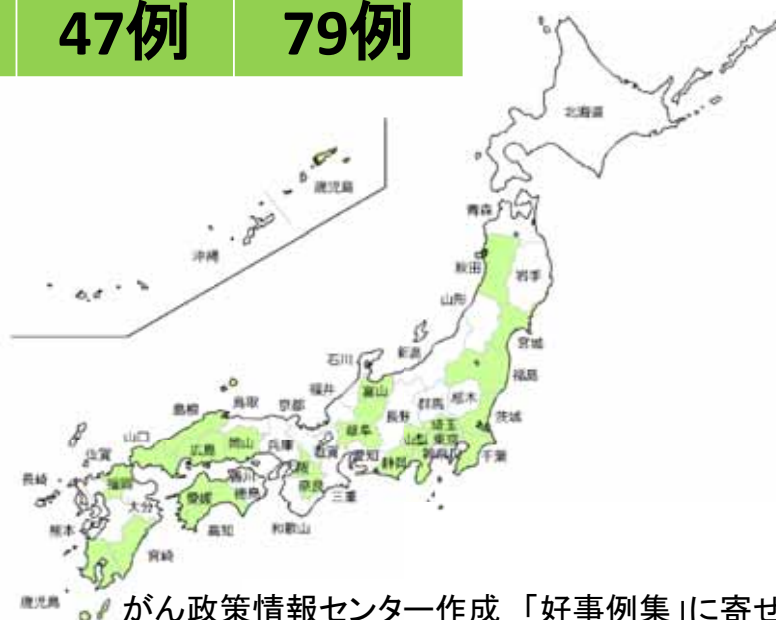 47例 79例
北海道
鹿児島
青森
沖縄
秋田 岩手
山形
宮城
石川 新潟
福島
福井 富山
島根 鳥取 京都 長野 群馬 栃木
茨城
山口 広島 岡山 兵庫 岐阜 埼玉
佐賀 滋賀 愛知 山梨 東京
静岡 千葉
長崎 福岡 香川 奈良
愛媛 徳島 三重
大分
熊本 高知 和歌山
宮崎
鹿児島
がん政策情報センター作成 「好事例集」に寄せ